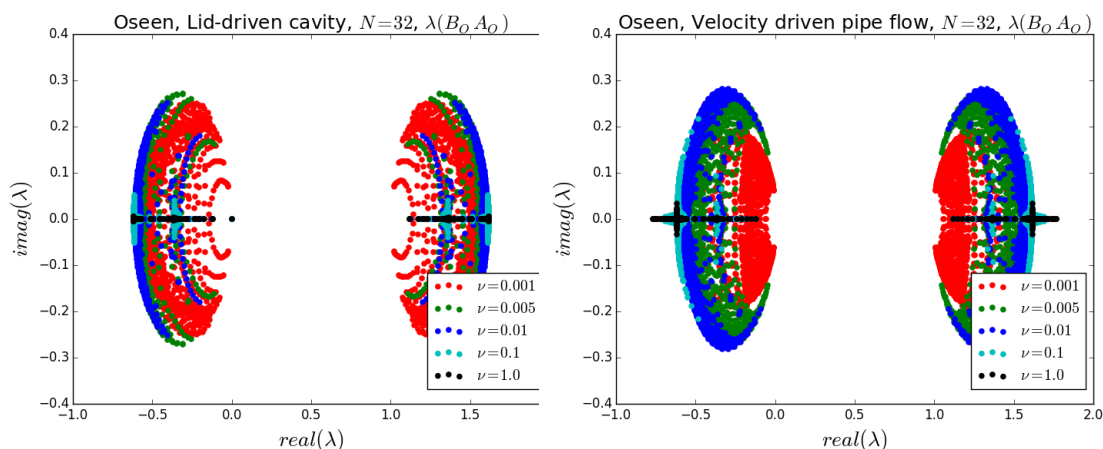 Oseen, Lid-driven cavity, N=32, λ(B_O A_O)
0.4
0.3
0.2
0.1
0.0
−0.1
−0.2
−0.3
−0.4
imag(λ)
−1.0
−0.5
0.0
0.5
1.0
1.5
real(λ)
ν=0.001
ν=0.005
ν=0.01
ν=0.1
ν=1.0
Oseen, Velocity driven pipe flow, N=32, λ(B_O A_O)
0.4
0.3
0.2
0.1
0.0
−0.1
−0.2
−0.3
−0.4
imag(λ)
−1.0
−0.5
0.0
0.5
1.0
1.5
2.0
real(λ)
ν=0.001
ν=0.005
ν=0.01
ν=0.1
ν=1.0